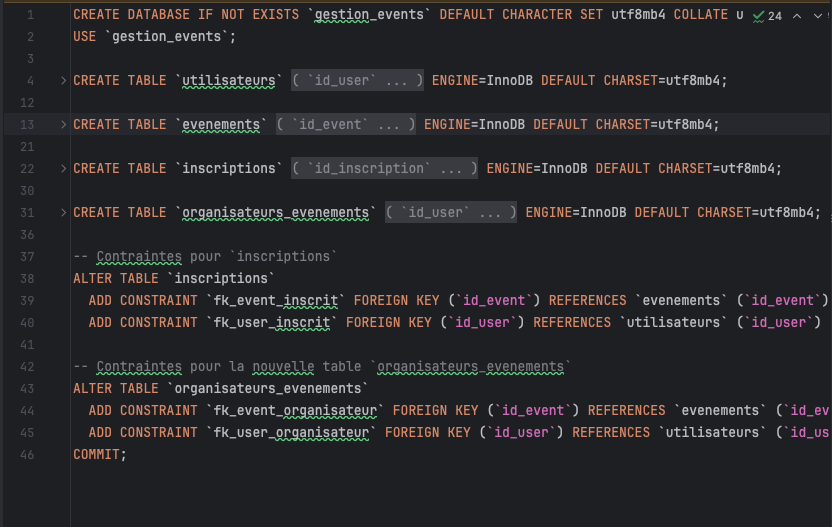 1 CREATE DATABASE IF NOT EXISTS `gestion_events` DEFAULT CHARACTER SET utf8mb4 COLLATE u 24
2 USE `gestion_events`;
3
4 CREATE TABLE `utilisateurs` ( `id_user` ... ) ENGINE=InnoDB DEFAULT CHARSET=utf8mb4;
12
13 CREATE TABLE `evenements` ( `id_event` ... ) ENGINE=InnoDB DEFAULT CHARSET=utf8mb4;
21
22 CREATE TABLE `inscriptions` ( `id_inscription` ... ) ENGINE=InnoDB DEFAULT CHARSET=utf8mb4;
30
31 CREATE TABLE `organisateurs_evenements` ( `id_user` ... ) ENGINE=InnoDB DEFAULT CHARSET=utf8mb4;
36
37 -- Contraintes pour `inscriptions`
38 ALTER TABLE `inscriptions`
39 ADD CONSTRAINT `fk_event_inscrit` FOREIGN KEY (`id_event`) REFERENCES `evenements` (`id_event`)
40 ADD CONSTRAINT `fk_user_inscrit` FOREIGN KEY (`id_user`) REFERENCES `utilisateurs` (`id_user`)
41
42 -- Contraintes pour la nouvelle table `organisateurs_evenements`
43 ALTER TABLE `organisateurs_evenements`
44 ADD CONSTRAINT `fk_event_organisateur` FOREIGN KEY (`id_event`) REFERENCES `evenements` (`id_ev
45 ADD CONSTRAINT `fk_user_organisateur` FOREIGN KEY (`id_user`) REFERENCES `utilisateurs` (`id_us
46 COMMIT;